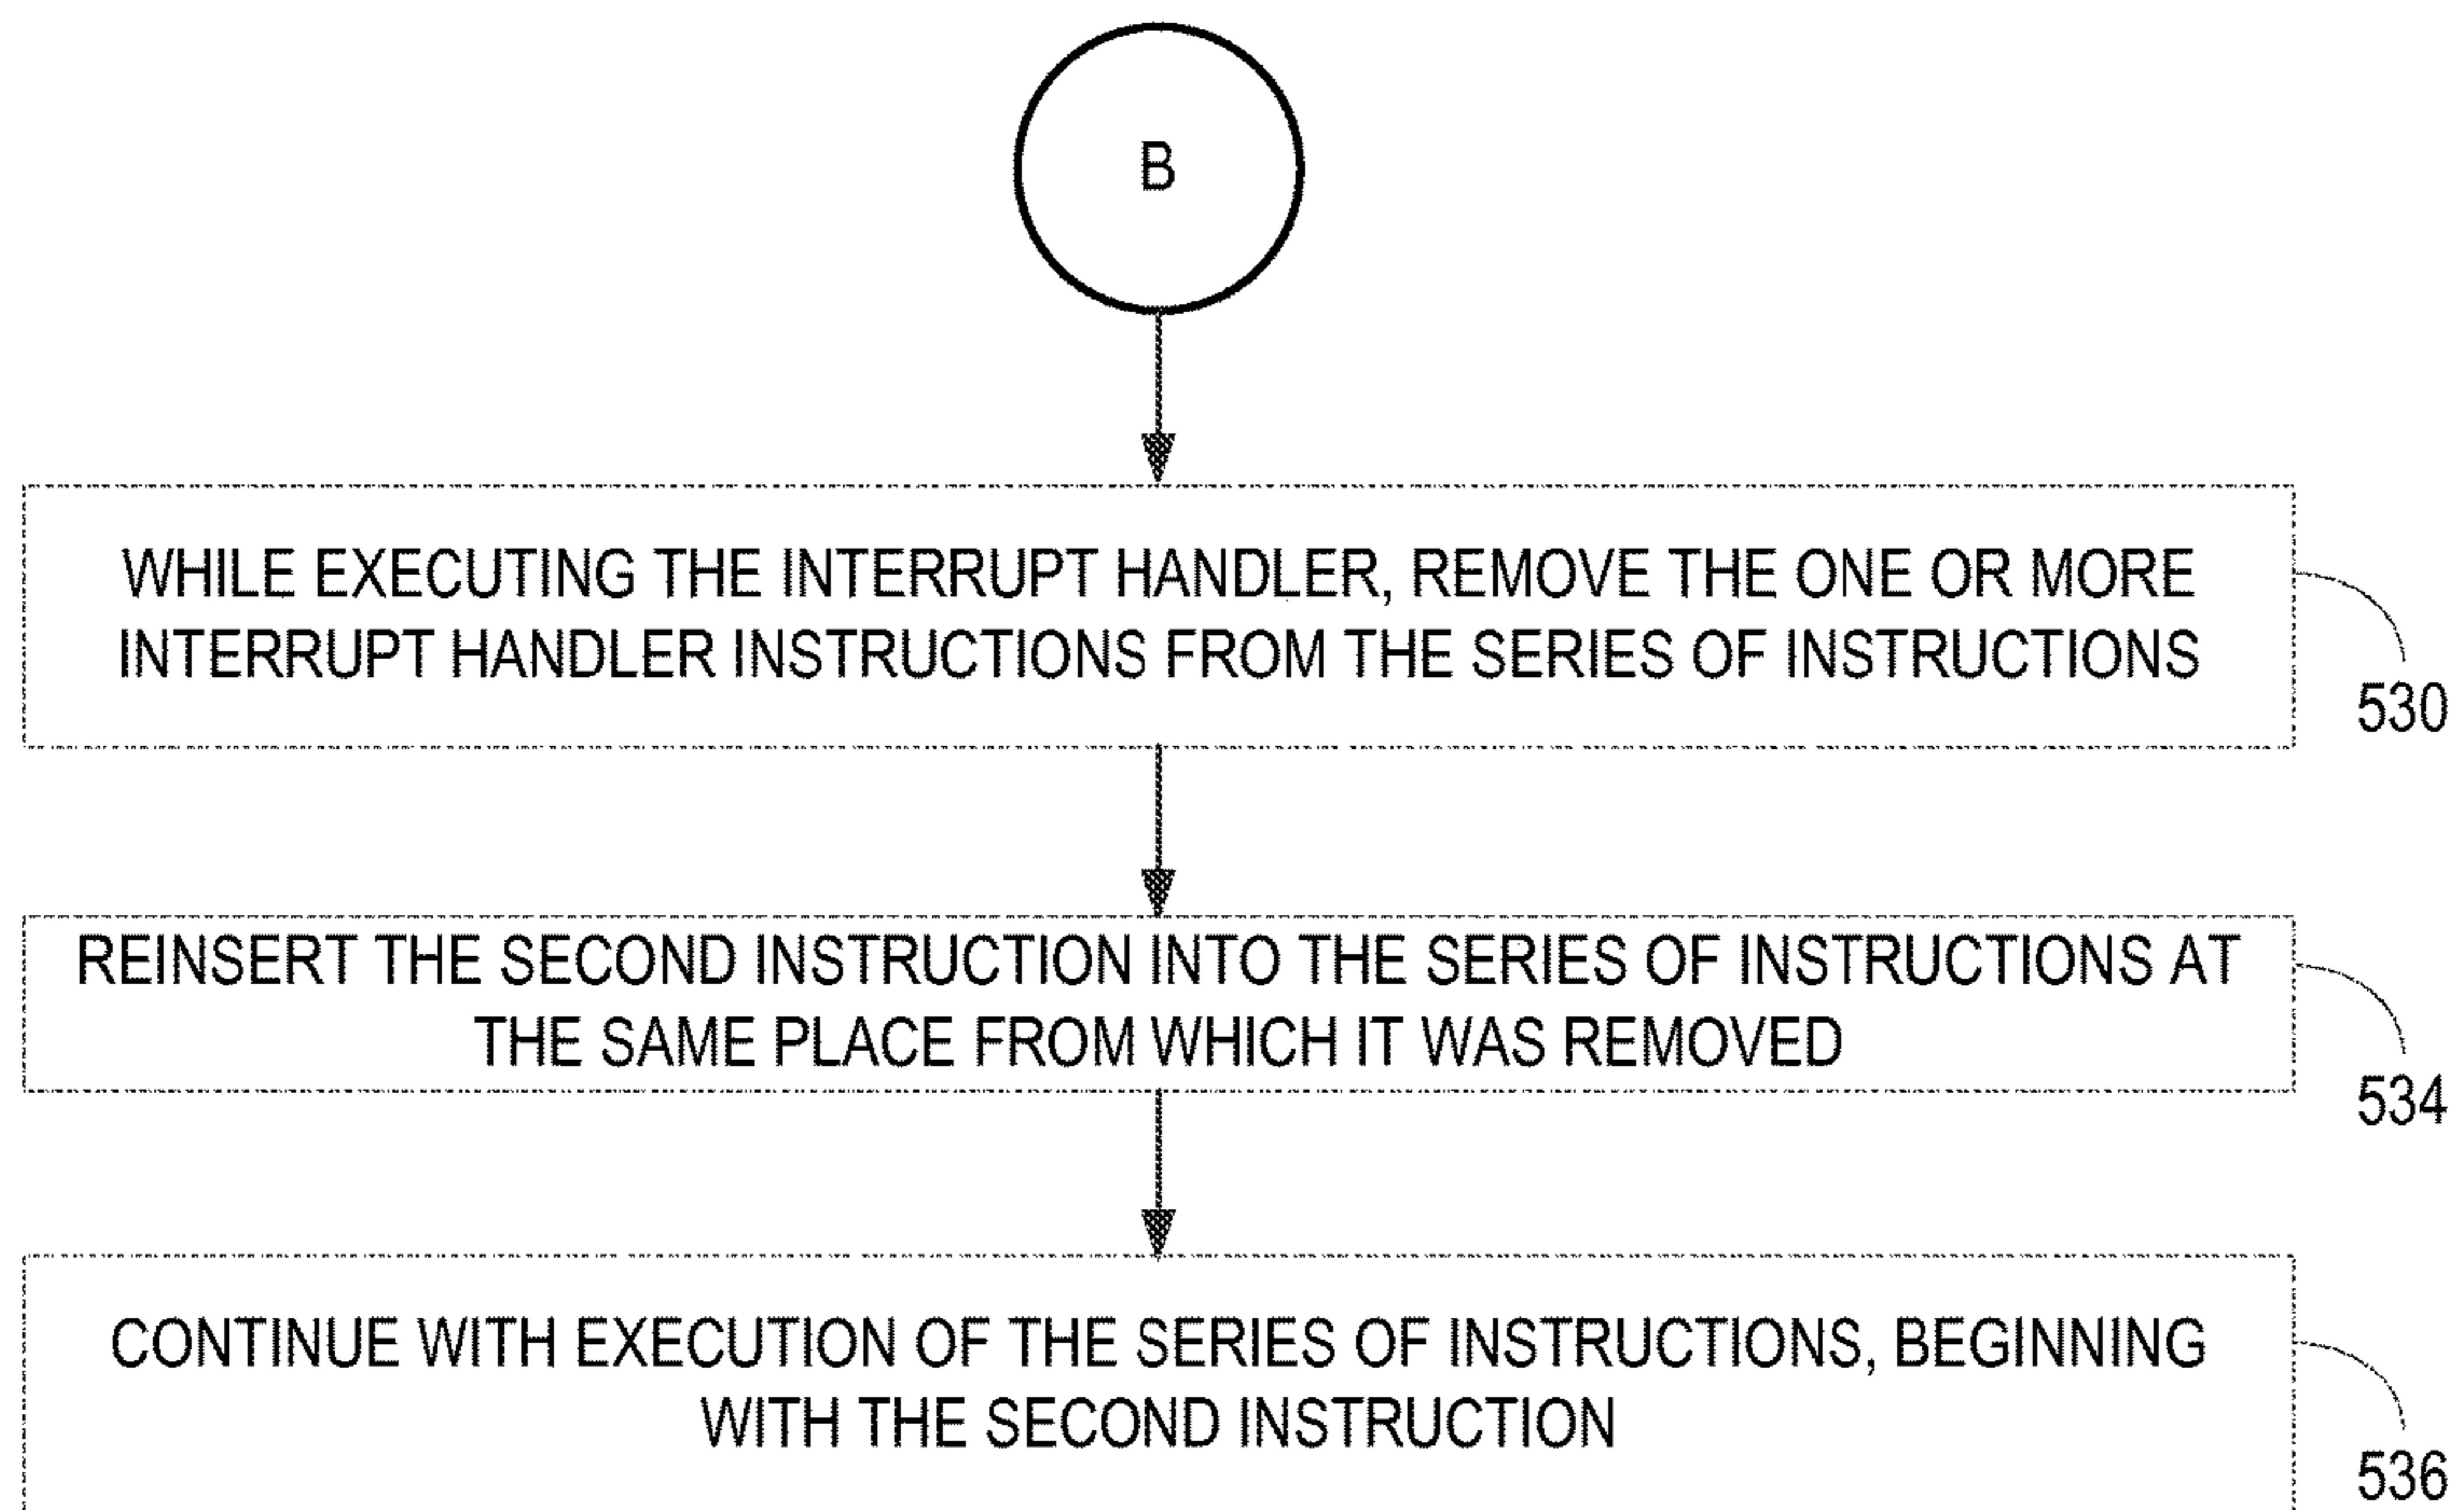 B
WHILE EXECUTING THE INTERRUPT HANDLER, REMOVE THE ONE OR MORE
INTERRUPT HANDLER INSTRUCTIONS FROM THE SERIES OF INSTRUCTIONS
530
REINSERT THE SECOND INSTRUCTION INTO THE SERIES OF INSTRUCTIONS AT
THE SAME PLACE FROM WHICH IT WAS REMOVED
534
CONTINUE WITH EXECUTION OF THE SERIES OF INSTRUCTIONS, BEGINNING
WITH THE SECOND INSTRUCTION
536